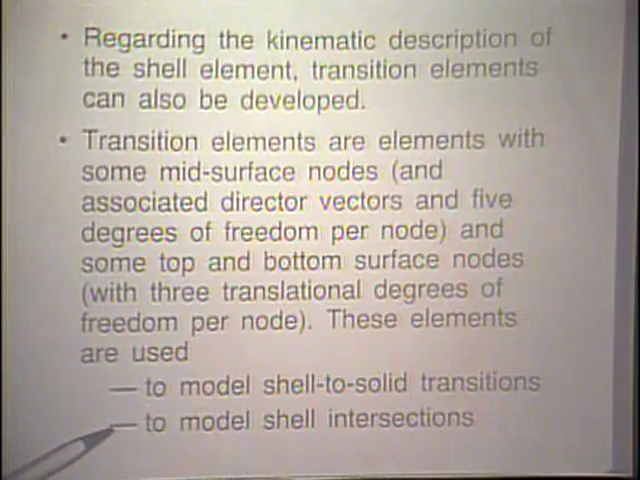 • Regarding the kinematic description of
the shell element, transition elements
can also be developed.
• Transition elements are elements with
some mid-surface nodes (and
associated director vectors and five
degrees of freedom per node) and
some top and bottom surface nodes
(with three translational degrees of
freedom per node). These elements
are used
— to model shell-to-solid transitions
— to model shell intersections